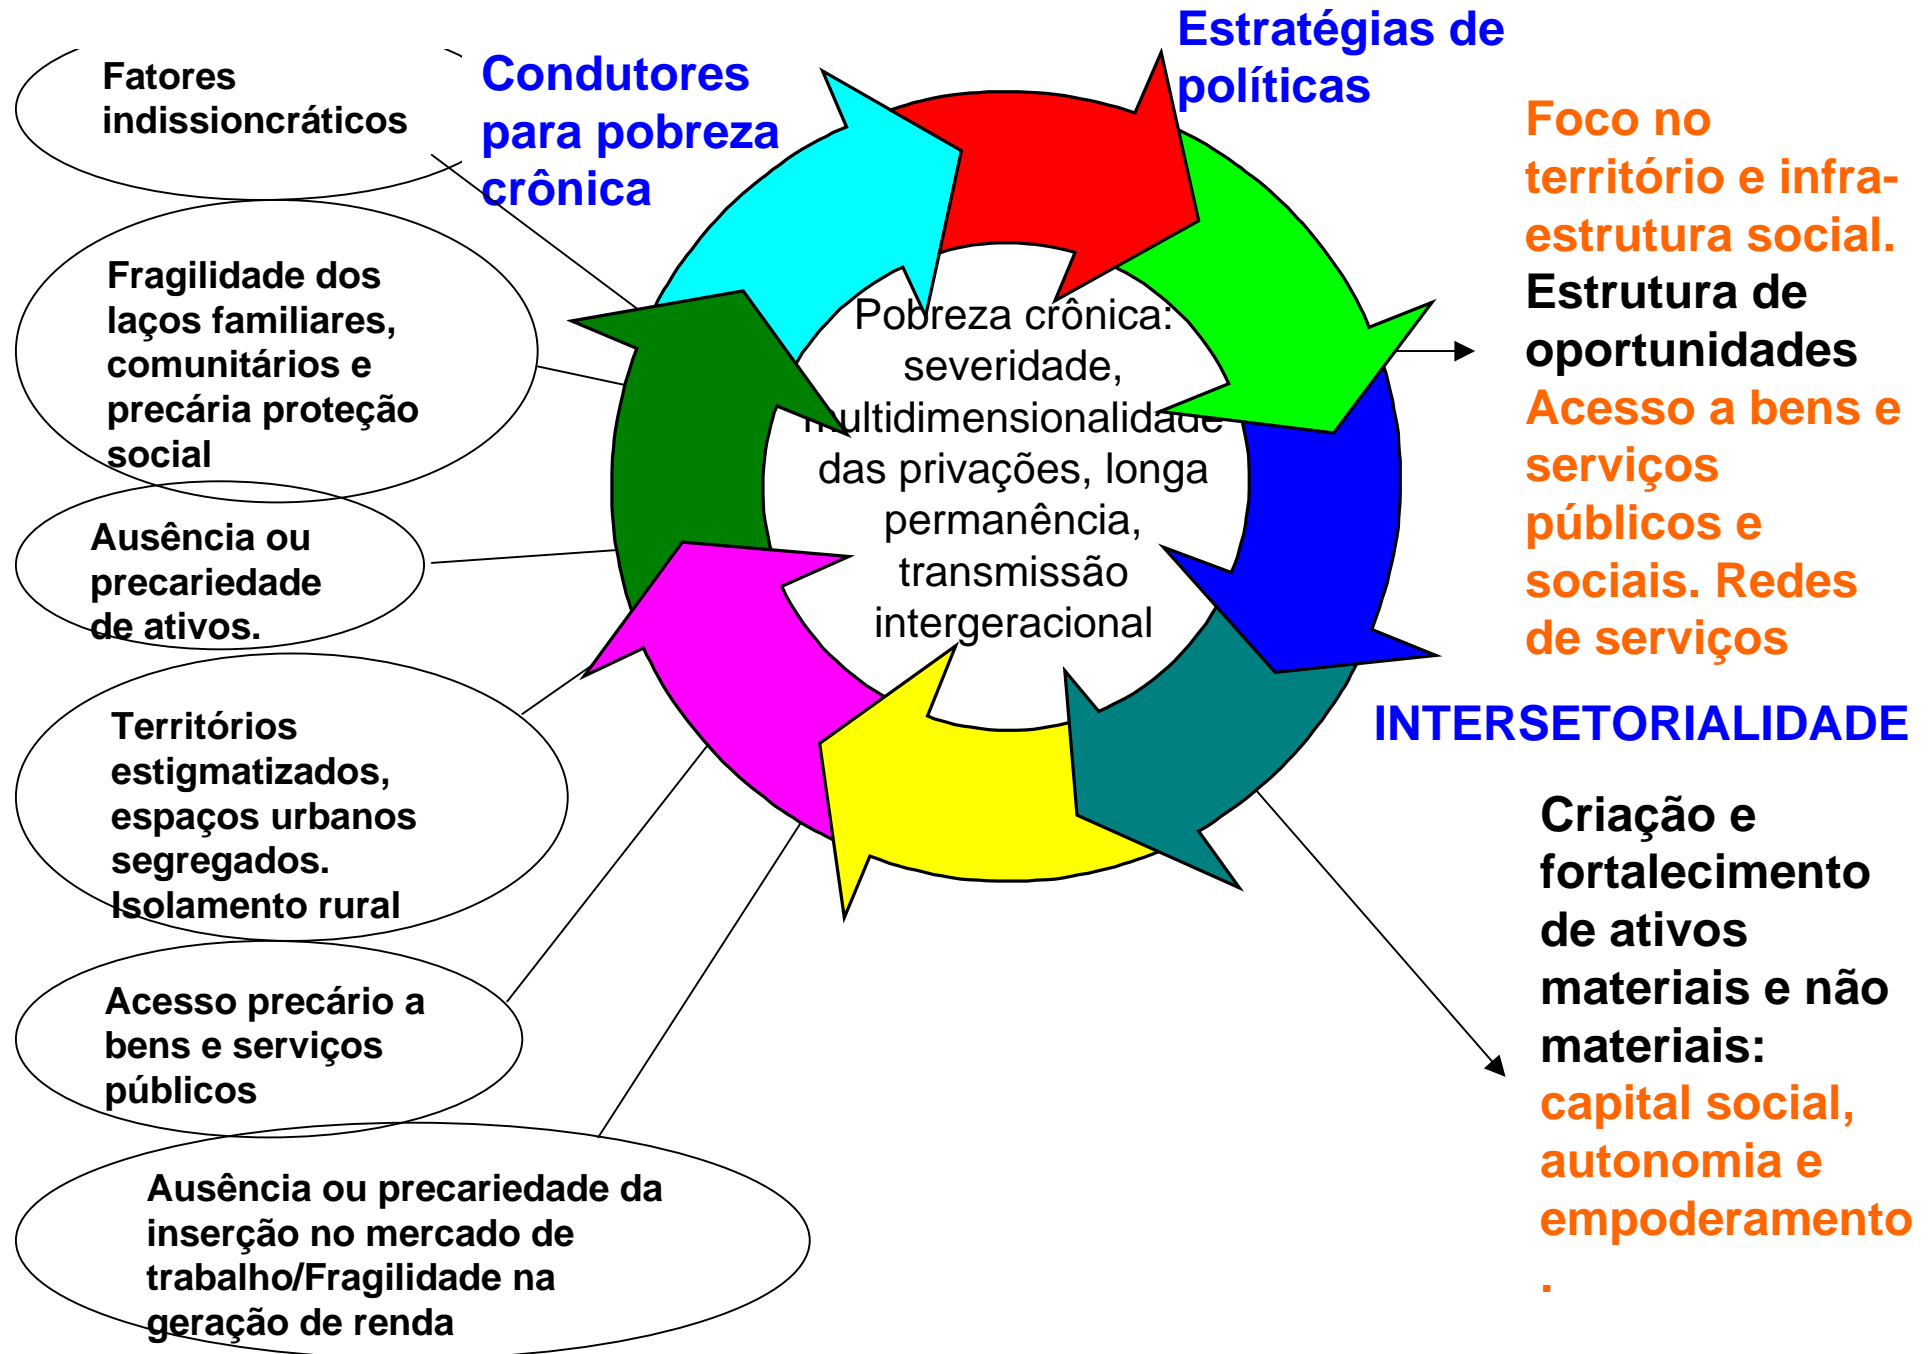 Fatores
indissioncráticos
Fragilidade dos
laços familiares,
comunitários e
precária proteção
social
Ausência ou
precariedade
de ativos.
Territórios
estigmatizados,
espaços urbanos
segregados.
Isolamento rural
Acesso precário a
bens e serviços
públicos
Ausência ou precariedade da
inserção no mercado de
trabalho/Fragilidade na
geração de renda
Condutores
para pobreza
crônica
Pobreza crônica:
severidade,
multidimensionalidade
das privações, longa
permanência,
transmissão
intergeracional
Estratégias de
políticas
Foco no
território e infra-
estrutura social.
Estrutura de
oportunidades
Acesso a bens e
serviços
públicos e
sociais. Redes
de serviços
INTERSETORIALIDADE
Criação e
fortalecimento
de ativos
materiais e não
materiais:
capital social,
autonomia e
empoderamento
.